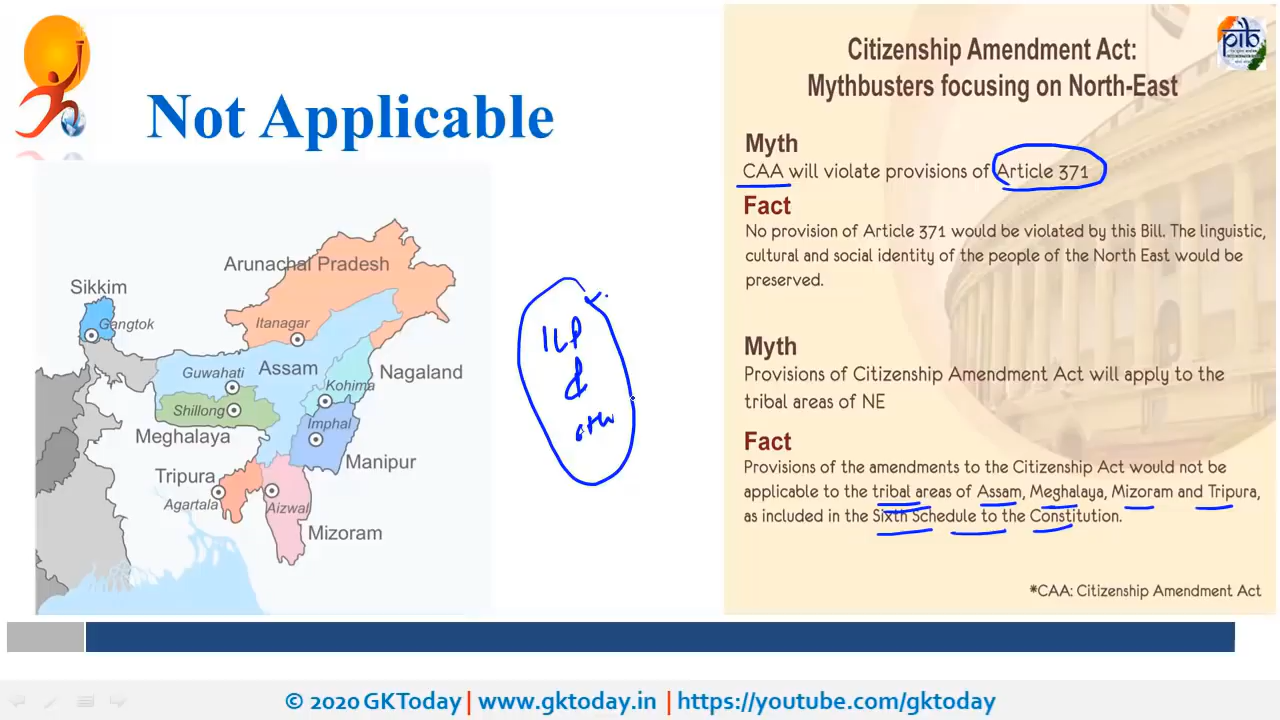 Not Applicable
Sikkim
Gangtok
Arunachal Pradesh
Itanagar
Guwahati
Assam
Shillong
Meghalaya
Kohima
Nagaland
Imphal
Manipur
Tripura
Agartala
Aizwal
Mizoram
ILP
&
pib
Citizenship Amendment Act:
Mythbusters focusing on North-East
Myth
CAA will violate provisions of Article 371
Fact
No provision of Article 371 would be violated by this Bill. The linguistic,
cultural and social identity of the people of the North East would be
preserved.
Myth
Provisions of Citizenship Amendment Act will apply to the
tribal areas of NE
Fact
Provisions of the amendments to the Citizenship Act would not be
applicable to the tribal areas of Assam, Meghalaya, Mizoram and Tripura,
as included in the Sixth Schedule to the Constitution.
*CAA: Citizenship Amendment Act
© 2020 GKToday | www.gktoday.in | https://youtube.com/gktoday